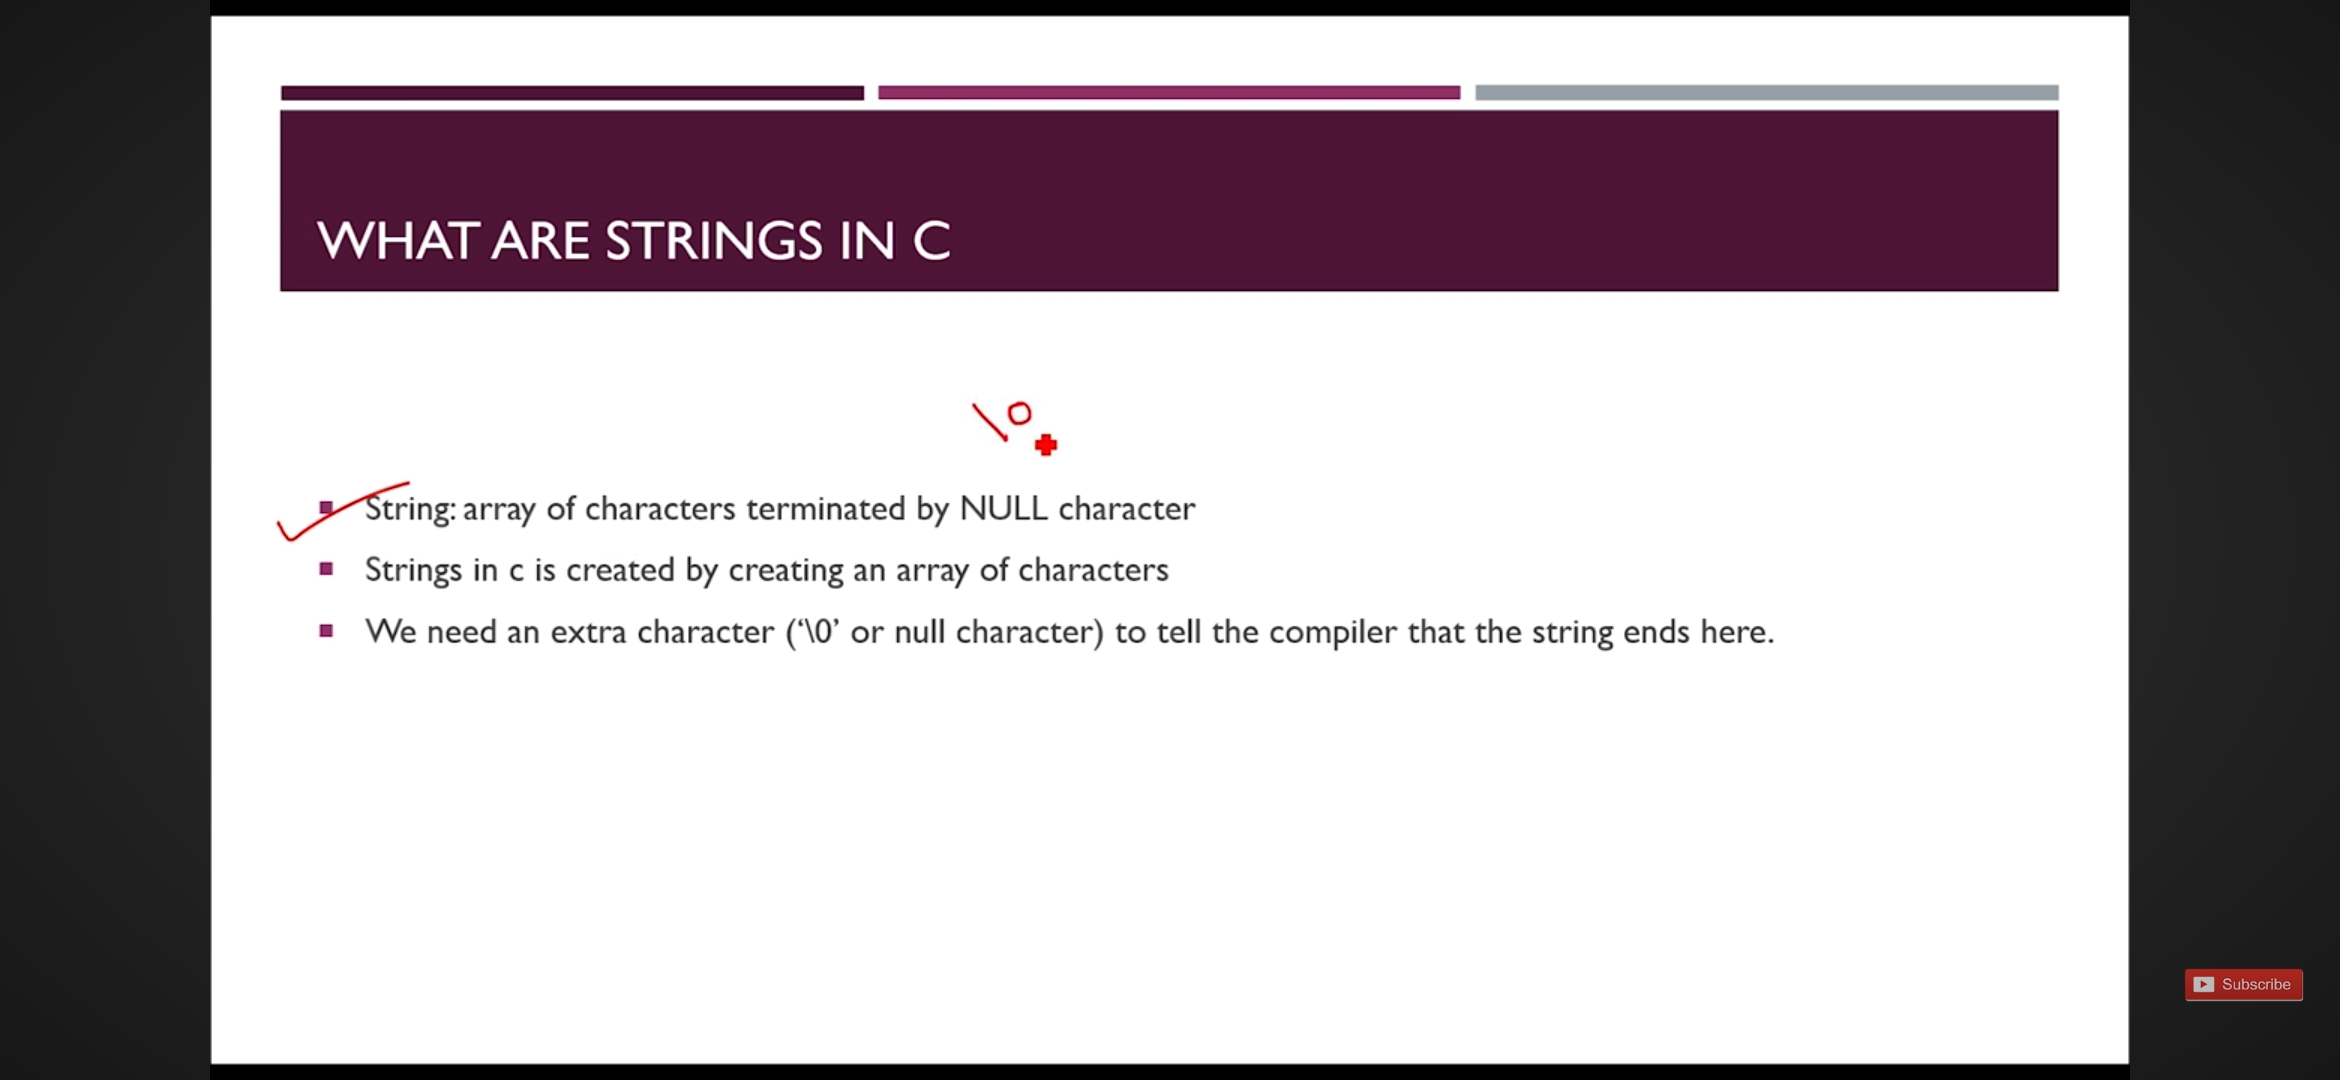 WHAT ARE STRINGS IN C
\0
String: array of characters terminated by NULL character
Strings in c is created by creating an array of characters
We need an extra character (‘\0’ or null character) to tell the compiler that the string ends here.
Subscribe